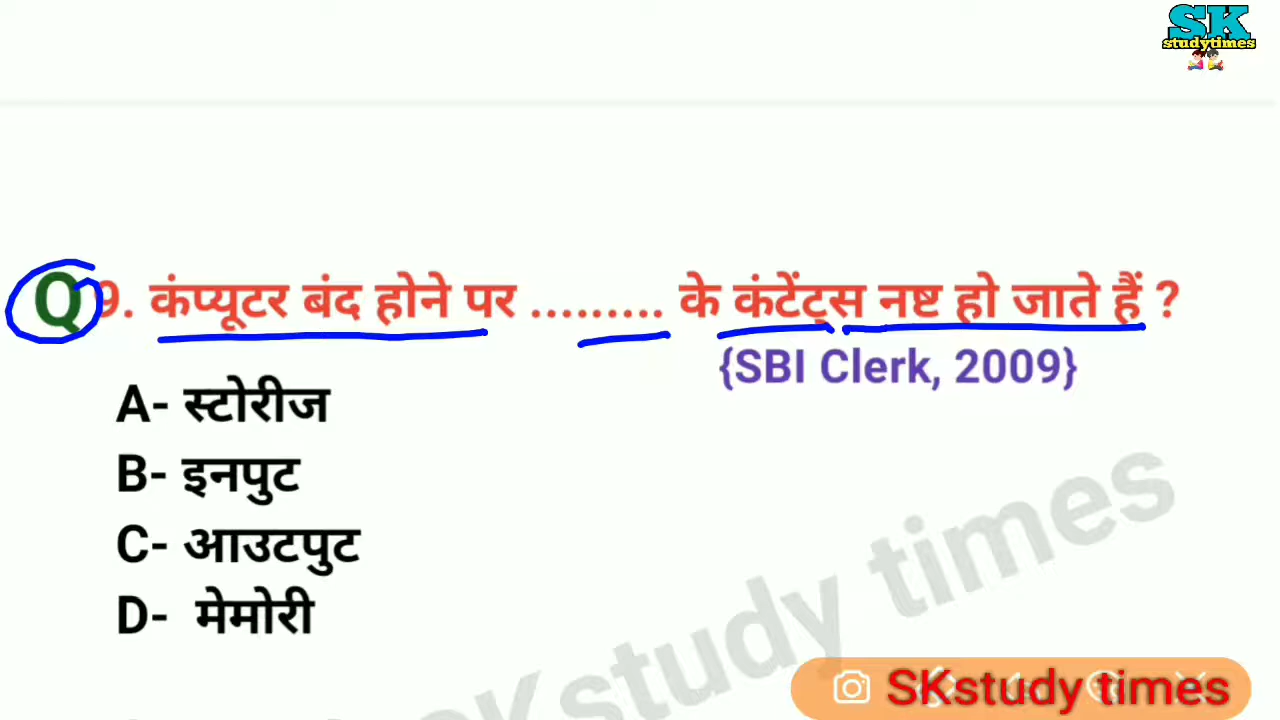 SK
studytimes
Q9. कंप्यूटर बंद होने पर ......... के कंटेंट्स नष्ट हो जाते हैं ?
{SBI Clerk, 2009}
A- स्टोरीज
B- इनपुट
C- आउटपुट
D- मेमोरी
SKstudy times
SKstudy times